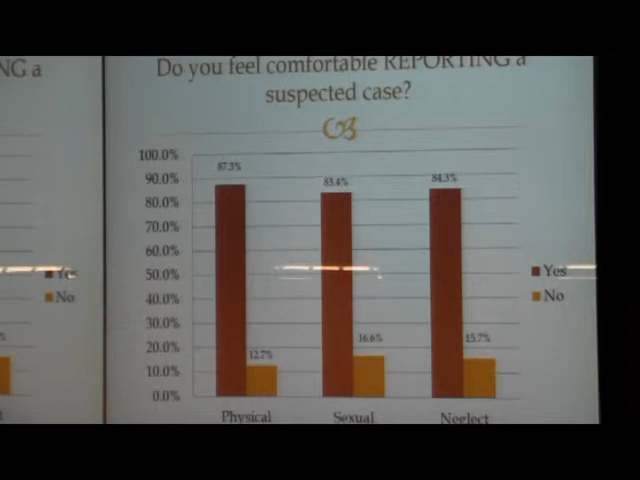 NG a
Do you feel comfortable REPORTING a
suspected case?
100.0%
90.0%
80.0%
70.0%
60.0%
50.0%
40.0%
30.0%
20.0%
10.0%
0.0%
87.3%
12.7%
83.4%
16.6%
84.3%
15.7%
Physical
Sexual
Neglect
Yes
No
Yes
No